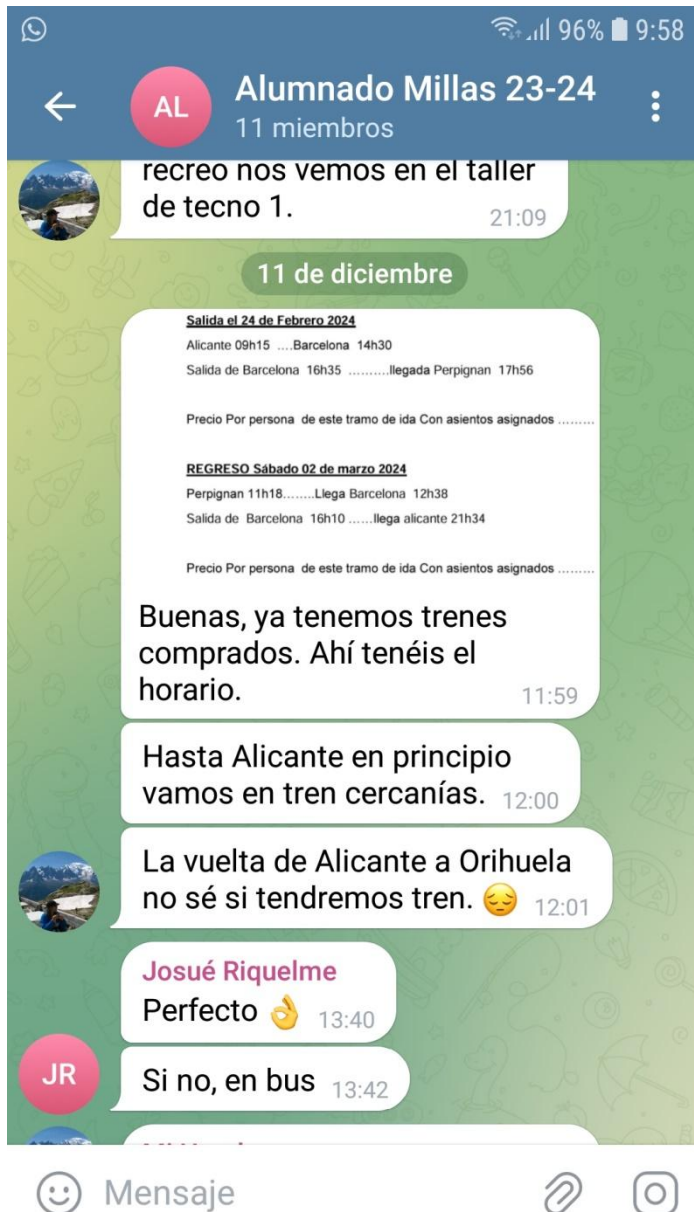 96% 9:58
AL
Alumnado Millas 23-24
11 miembros
recreo nos vemos en el taller
de tecno 1.
21:09
11 de diciembre
Salida el 24 de Febrero 2024
Alicante 09h15 ....Barcelona 14h30
Salida de Barcelona 16h35 ..........llegada Perpignan 17h56
Precio Por persona de este tramo de ida Con asientos asignados .........
REGRESO Sábado 02 de marzo 2024
Perpignan 11h18........Llega Barcelona 12h38
Salida de Barcelona 16h10 ......llega alicante 21h34
Precio Por persona de este tramo de ida Con asientos asignados .........
Buenas, ya tenemos trenes
comprados. Ahí tenéis el
horario.
11:59
Hasta Alicante en principio
vamos en tren cercanías. 12:00
La vuelta de Alicante a Orihuela
no sé si tendremos tren. 😔 12:01
Josué Riquelme
Perfecto 👌 13:40
JR
Si no, en bus 13:42
Mensaje